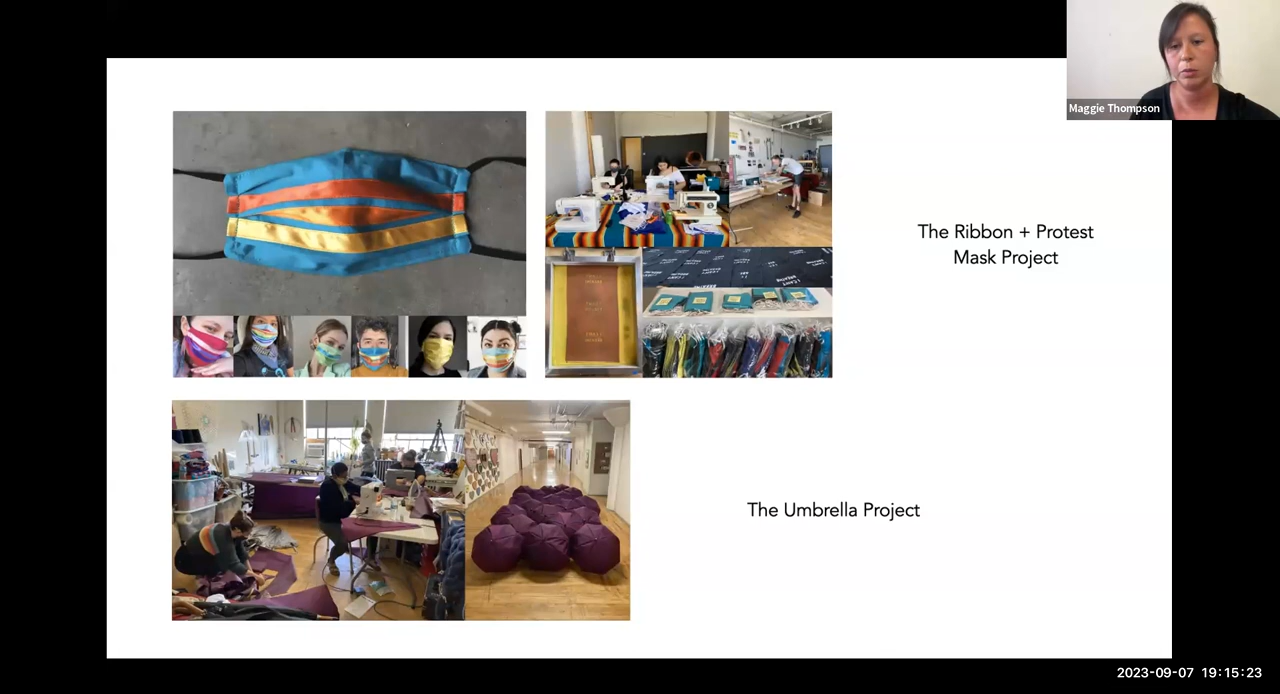 Maggie Thompson
The Ribbon + Protest
Mask Project
The Umbrella Project
2023-09-07 19:15:23